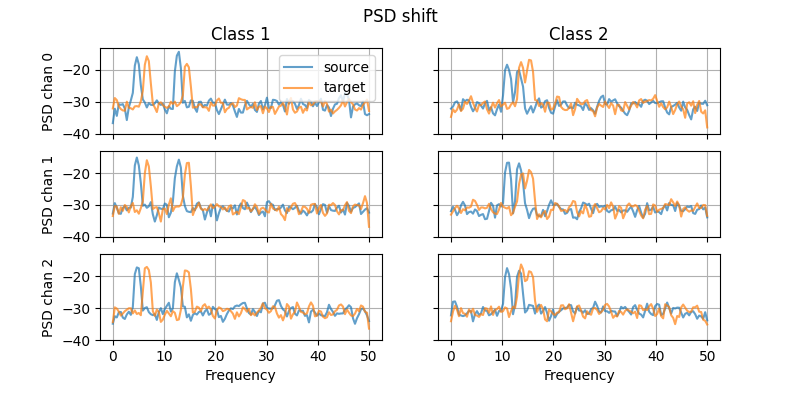 PSD shift
Class 1
Class 2
PSD chan 0
−20
−30
−40
source
target
PSD chan 1
−20
−30
−40
PSD chan 2
−20
−30
−40
0 10 20 30 40 50
0 10 20 30 40 50
Frequency
Frequency